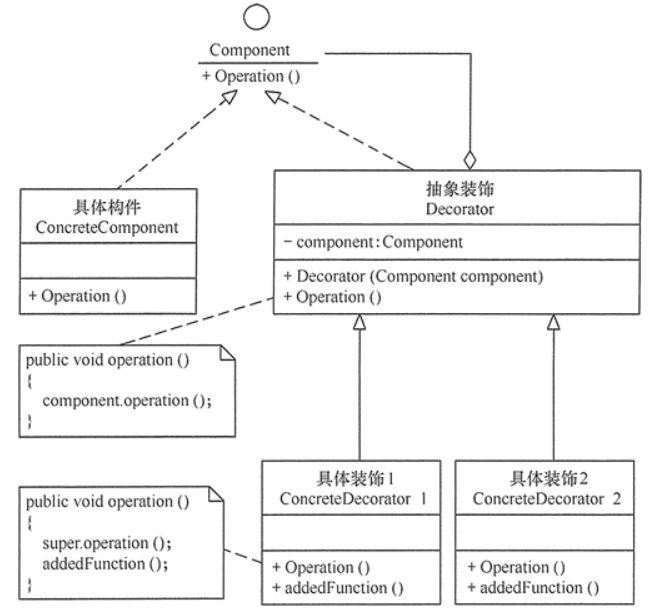 Component
+ Operation ()
具体构件
ConcreteComponent
+ Operation ()
抽象装饰
Decorator
- component:Component
+ Decorator (Component component)
+ Operation ()
public void operation ()
{
component.operation ();
}
具体装饰1
ConcreteDecorator 1
+ Operation ()
+ addedFunction ()
具体装饰2
ConcreteDecorator 2
+ Operation ()
+ addedFunction ()
public void operation ()
{
super.operation ();
addedFunction ();
}